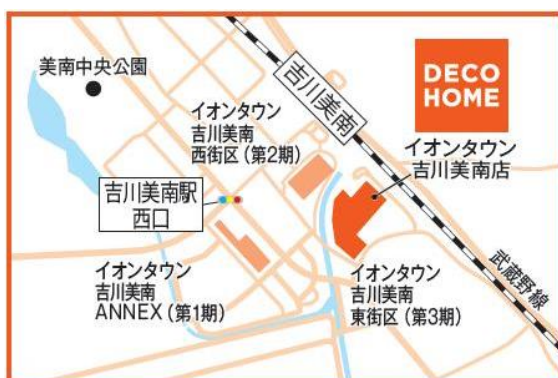 美南中央公園
イオンタウン
吉川美南
西街区(第2期)
吉川美南
DECO
HOME
イオンタウン
吉川美南店
吉川美南駅
西口
イオンタウン
吉川美南
ANNEX(第1期)
イオンタウン
吉川美南
東街区(第3期)
武蔵野線